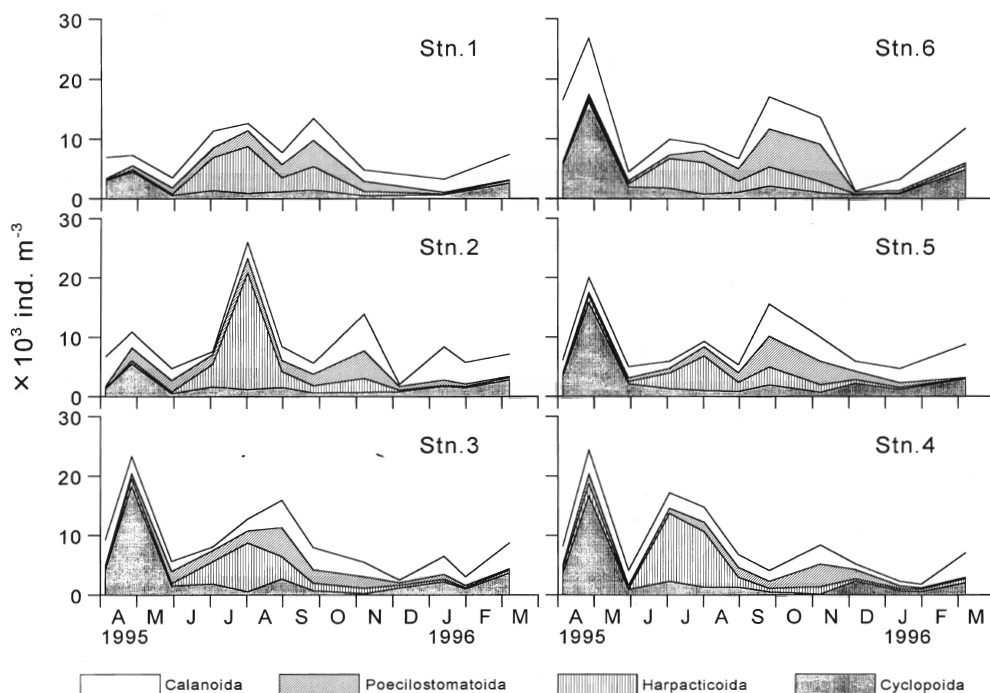 × 10³ ind. m⁻³
30
20
10
0
Stn.1
Stn.6
30
20
10
0
Stn.2
Stn.5
30
20
10
0
Stn.3
Stn.4
A M J J A S O N D J F M
1995 1996
A M J J A S O N D J F M
1995 1996
Calanoida Poecilostomatoida Harpacticoida Cyclopoida